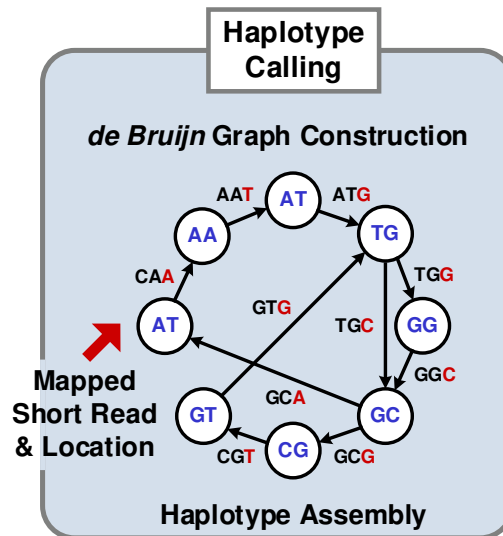 Haplotype
Calling
de Bruijn Graph Construction
AAT
AT
ATG
AA
TG
CAA
TGG
GTG
AT
TGC
GG
Mapped
Short Read
& Location
GGC
GCA
GT
GC
CGT
CG
GCG
Haplotype Assembly